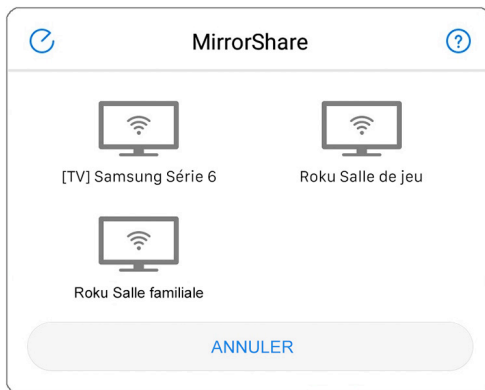 MirrorShare
?
[TV] Samsung Série 6
Roku Salle de jeu
Roku Salle familiale
ANNULER